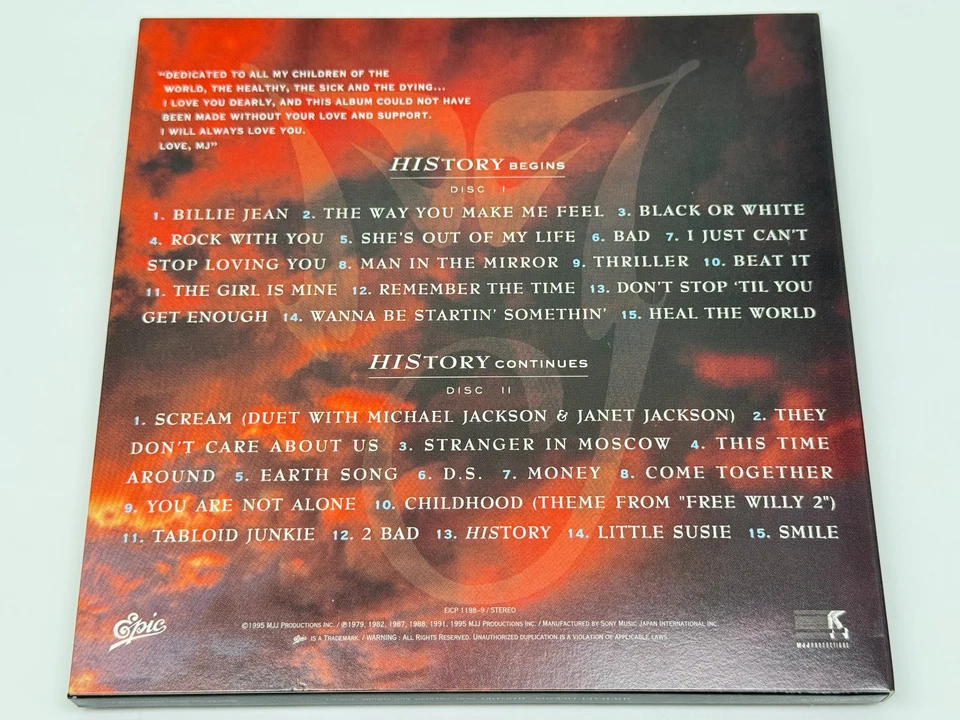 “DEDICATED TO ALL MY CHILDREN OF THE
WORLD, THE HEALTHY, THE SICK AND THE DYING...
I LOVE YOU DEARLY, AND THIS ALBUM COULD NOT HAVE
BEEN MADE WITHOUT YOUR LOVE AND SUPPORT.
I WILL ALWAYS LOVE YOU.
LOVE, MJ”
HISTORY BEGINS
DISC I
1. BILLIE JEAN 2. THE WAY YOU MAKE ME FEEL 3. BLACK OR WHITE
4. ROCK WITH YOU 5. SHE'S OUT OF MY LIFE 6. BAD 7. I JUST CAN'T
STOP LOVING YOU 8. MAN IN THE MIRROR 9. THRILLER 10. BEAT IT
11. THE GIRL IS MINE 12. REMEMBER THE TIME 13. DON'T STOP ‘TIL YOU
GET ENOUGH 14. WANNA BE STARTIN' SOMETHIN' 15. HEAL THE WORLD
HISTORY CONTINUES
DISC II
1. SCREAM (DUET WITH MICHAEL JACKSON & JANET JACKSON) 2. THEY
DON'T CARE ABOUT US 3. STRANGER IN MOSCOW 4. THIS TIME
AROUND 5. EARTH SONG 6. D.S. 7. MONEY 8. COME TOGETHER
9. YOU ARE NOT ALONE 10. CHILDHOOD (THEME FROM "FREE WILLY 2")
11. TABLOID JUNKIE 12. 2 BAD 13. HISTORY 14. LITTLE SUSIE 15. SMILE
EICP 1198-9 / STEREO
©1995 MJJ PRODUCTIONS INC. / ℗1979, 1982, 1987, 1988, 1991, 1995 MJJ PRODUCTIONS INC. / MANUFACTURED BY SONY MUSIC JAPAN INTERNATIONAL INC.
Epic IS A TRADEMARK. / WARNING : ALL RIGHTS RESERVED. UNAUTHORIZED DUPLICATION IS A VIOLATION OF APPLICABLE LAWS.
Epic
MJJPRODUCTIONS